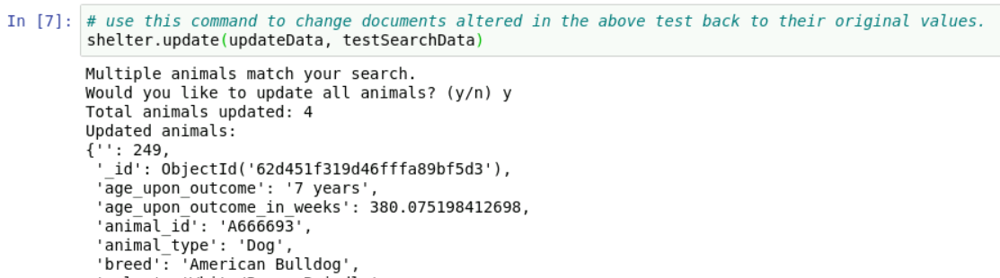 In [7]: # use this command to change documents altered in the above test back to their original values.
shelter.update(updateData, testSearchData)
Multiple animals match your search.
Would you like to update all animals? (y/n) y
Total animals updated: 4
Updated animals:
{'': 249,
 '_id': ObjectId('62d451f319d46fffa89bf5d3'),
 'age_upon_outcome': '7 years',
 'age_upon_outcome_in_weeks': 380.075198412698,
 'animal_id': 'A666693',
 'animal_type': 'Dog',
 'breed': 'American Bulldog',